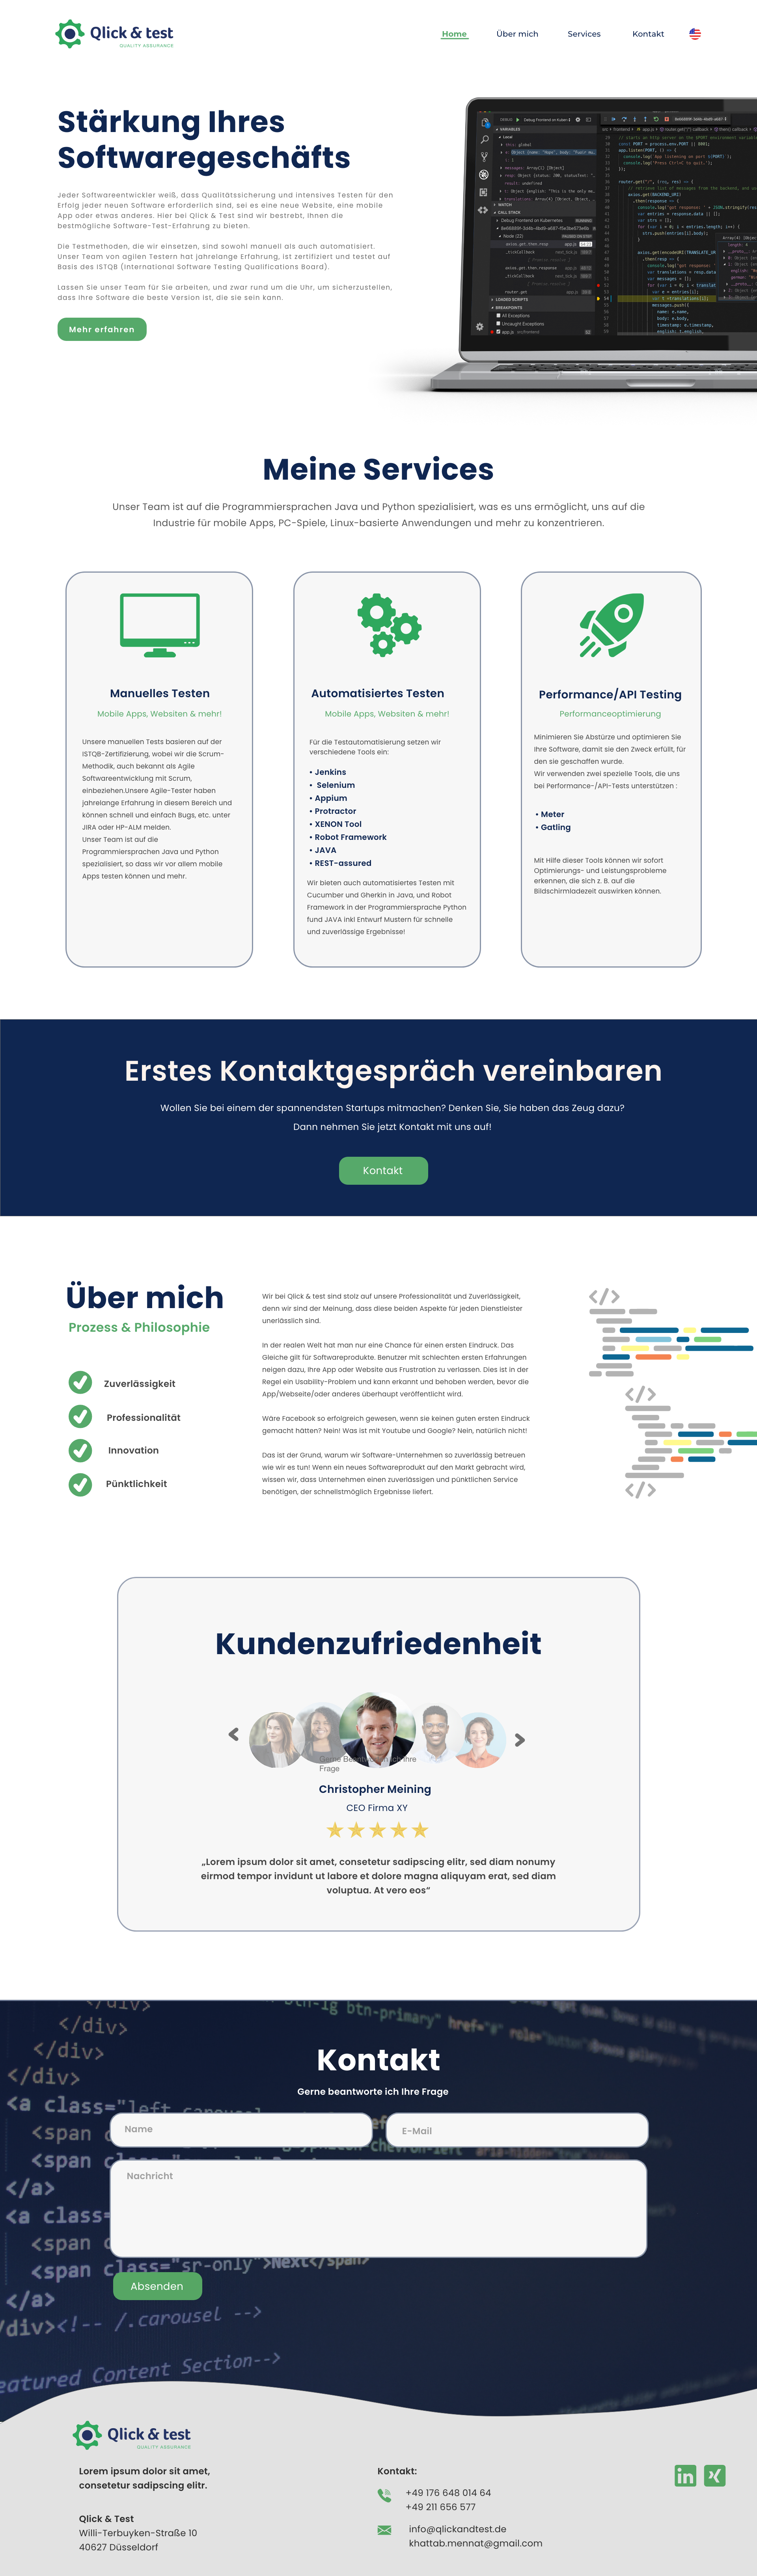 Qlick & test
QUALITY ASSURANCE
Home
Über mich
Services
Kontakt
Stärkung Ihres
Softwaregeschäfts
Jeder Softwareentwickler weiß, dass Qualitätssicherung und intensives Testen für den
Erfolg jeder neuen Software erforderlich sind, sei es eine neue Website, eine mobile
App oder etwas anderes. Hier bei Qlick & Test sind wir bestrebt, Ihnen die
bestmögliche Software-Test-Erfahrung zu bieten.
Die Testmethoden, die wir einsetzen, sind sowohl manuell als auch automatisiert.
Unser Team von agilen Testern hat jahrelange Erfahrung, ist zertifiziert und testet auf
Basis des ISTQB (International Software Testing Qualifications Board).
Lassen Sie unser Team für Sie arbeiten, und zwar rund um die Uhr, um sicherzustellen,
dass Ihre Software die beste Version ist, die sie sein kann.
Mehr erfahren
Meine Services
Unser Team ist auf die Programmiersprachen Java und Python spezialisiert, was es uns ermöglicht, uns auf die
Industrie für mobile Apps, PC-Spiele, Linux-basierte Anwendungen und mehr zu konzentrieren.
Manuelles Testen
Mobile Apps, Websiten & mehr!
Unsere manuellen Tests basieren auf der
ISTQB-Zertifizierung, wobei wir die Scrum-
Methodik, auch bekannt als Agile
Softwareentwicklung mit Scrum,
einbeziehen.Unsere Agile-Tester haben
jahrelange Erfahrung in diesem Bereich und
können schnell und einfach Bugs, etc. unter
JIRA oder HP-ALM melden.
Unser Team ist auf die
Programmiersprachen Java und Python
spezialisiert, so dass wir vor allem mobile
Apps testen können und mehr.
Automatisiertes Testen
Mobile Apps, Websiten & mehr!
Für die Testautomatisierung setzen wir
verschiedene Tools ein:
• Jenkins
• Selenium
• Appium
• Protractor
• XENON Tool
• Robot Framework
• JAVA
• REST-assured
Wir bieten auch automatisiertes Testen mit
Cucumber und Gherkin in Java, und Robot
Framework in der Programmiersprache Python
fund JAVA inkl Entwurf Mustern für schnelle
und zuverlässige Ergebnisse!
Performance/API Testing
Performanceoptimierung
Minimieren Sie Abstürze und optimieren Sie
Ihre Software, damit sie den Zweck erfüllt, für
den sie geschaffen wurde.
Wir verwenden zwei spezielle Tools, die uns
bei Performance-/API-Tests unterstützen :
• Meter
• Gatling
Mit Hilfe dieser Tools können wir sofort
Optimierungs- und Leistungsprobleme
erkennen, die sich z. B. auf die
Bildschirmladezeit auswirken können.
Erstes Kontaktgespräch vereinbaren
Wollen Sie bei einem der spannendsten Startups mitmachen? Denken Sie, Sie haben das Zeug dazu?
Dann nehmen Sie jetzt Kontakt mit uns auf!
Kontakt
Über mich
Prozess & Philosophie
Zuverlässigkeit
Professionalität
Innovation
Pünktlichkeit
Wir bei Qlick & test sind stolz auf unsere Professionalität und Zuverlässigkeit,
denn wir sind der Meinung, dass diese beiden Aspekte für jeden Dienstleister
unerlässlich sind.
In der realen Welt hat man nur eine Chance für einen ersten Eindruck. Das
Gleiche gilt für Softwareprodukte. Benutzer mit schlechten ersten Erfahrungen
neigen dazu, Ihre App oder Website aus Frustration zu verlassen. Dies ist in der
Regel ein Usability-Problem und kann erkannt und behoben werden, bevor die
App/Webseite/oder anderes überhaupt veröffentlicht wird.
Wäre Facebook so erfolgreich gewesen, wenn sie keinen guten ersten Eindruck
gemacht hätten? Nein! Was ist mit Youtube und Google? Nein, natürlich nicht!
Das ist der Grund, warum wir Software-Unternehmen so zuverlässig betreuen
wie wir es tun! Wenn ein neues Softwareprodukt auf den Markt gebracht wird,
wissen wir, dass Unternehmen einen zuverlässigen und pünktlichen Service
benötigen, der schnellstmöglich Ergebnisse liefert.
</>
</>
</>
Kundenzufriedenheit
Frage
Christopher Meining
CEO Firma XY
„Lorem ipsum dolor sit amet, consetetur sadipscing elitr, sed diam nonumy
eirmod tempor invidunt ut labore et dolore magna aliquyam erat, sed diam
voluptua. At vero eos“
Kontakt
Gerne beantworte ich Ihre Frage
Name
E-Mail
Nachricht
Absenden
</div>
</div>
</div>
<span
</a>
<span
<span class="sr-only">Next</span>
</a>
/div><!-- /.carousel -->
eatured Content Section-->
Qlick & test
QUALITY ASSURANCE
Lorem ipsum dolor sit amet,
consetetur sadipscing elitr.
Qlick & Test
Willi-Terbuyken-Straße 10
40627 Düsseldorf
Kontakt:
+49 176 648 014 64
+49 211 656 577
info@qlickandtest.de
khattab.mennat@gmail.com
in